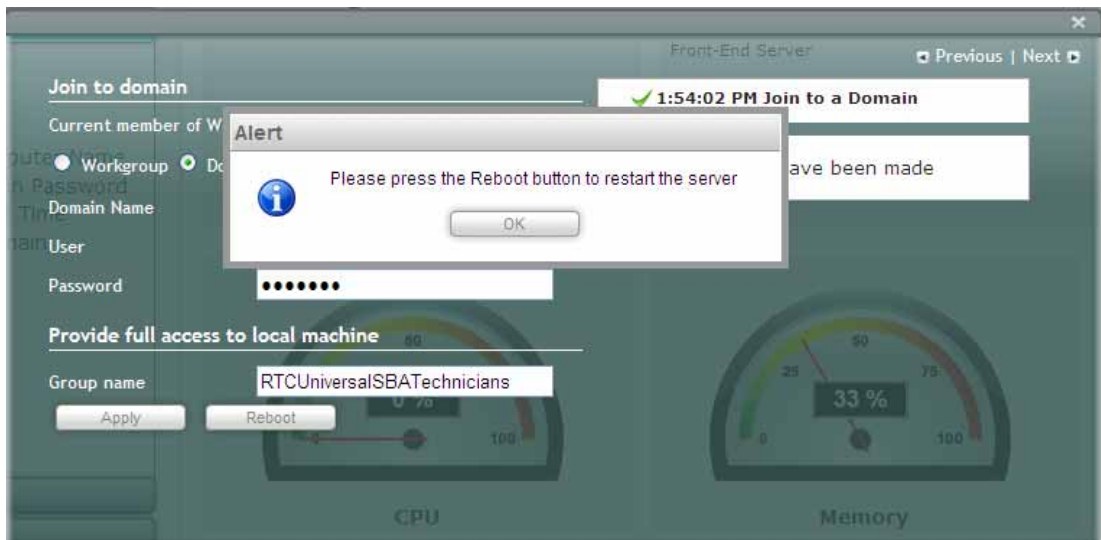 Front-End Server
Previous | Next
Join to domain
1:54:02 PM Join to a Domain
Current member of W
Alert
Workgroup
Please press the Reboot button to restart the server
ave been made
OK
Password
Time
Domain Name
User
Password
Provide full access to local machine
Group name
RTCUniversalSBATechnicians
Apply
Reboot
50
50
25
75
0 %
33 %
0
100
0
100
CPU
Memory